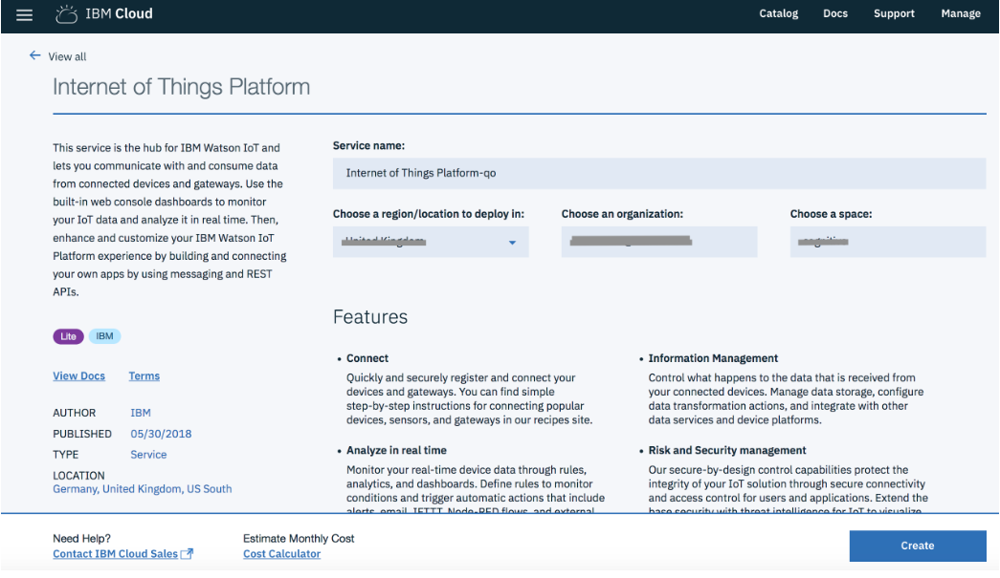 IBM Cloud
Catalog Docs Support Manage
View all
Internet of Things Platform
This service is the hub for IBM Watson IoT and
lets you communicate with and consume data
from connected devices and gateways. Use the
built-in web console dashboards to monitor
your IoT data and analyze it in real time. Then,
enhance and customize your IBM Watson IoT
Platform experience by building and connecting
your own apps by using messaging and REST
APIs.
Lite IBM
View Docs Terms
AUTHOR IBM
PUBLISHED 05/30/2018
TYPE Service
LOCATION
Germany, United Kingdom, US South
Service name:
Internet of Things Platform-qo
Choose a region/location to deploy in:
Choose an organization:
Choose a space:
Features
• Connect
Quickly and securely register and connect your
devices and gateways. You can find simple
step-by-step instructions for connecting popular
devices, sensors, and gateways in our recipes site.
• Analyze in real time
Monitor your real-time device data through rules,
analytics, and dashboards. Define rules to monitor
conditions and trigger automatic actions that include
alerts, email, IFTTT, Node-RED flows, and external
• Information Management
Control what happens to the data that is received from
your connected devices. Manage data storage, configure
data transformation actions, and integrate with other
data services and device platforms.
• Risk and Security management
Our secure-by-design control capabilities protect the
integrity of your IoT solution through secure connectivity
and access control for users and applications. Extend the
base security with threat intelligence for IoT to visualize
Need Help?
Contact IBM Cloud Sales
Estimate Monthly Cost
Cost Calculator
Create